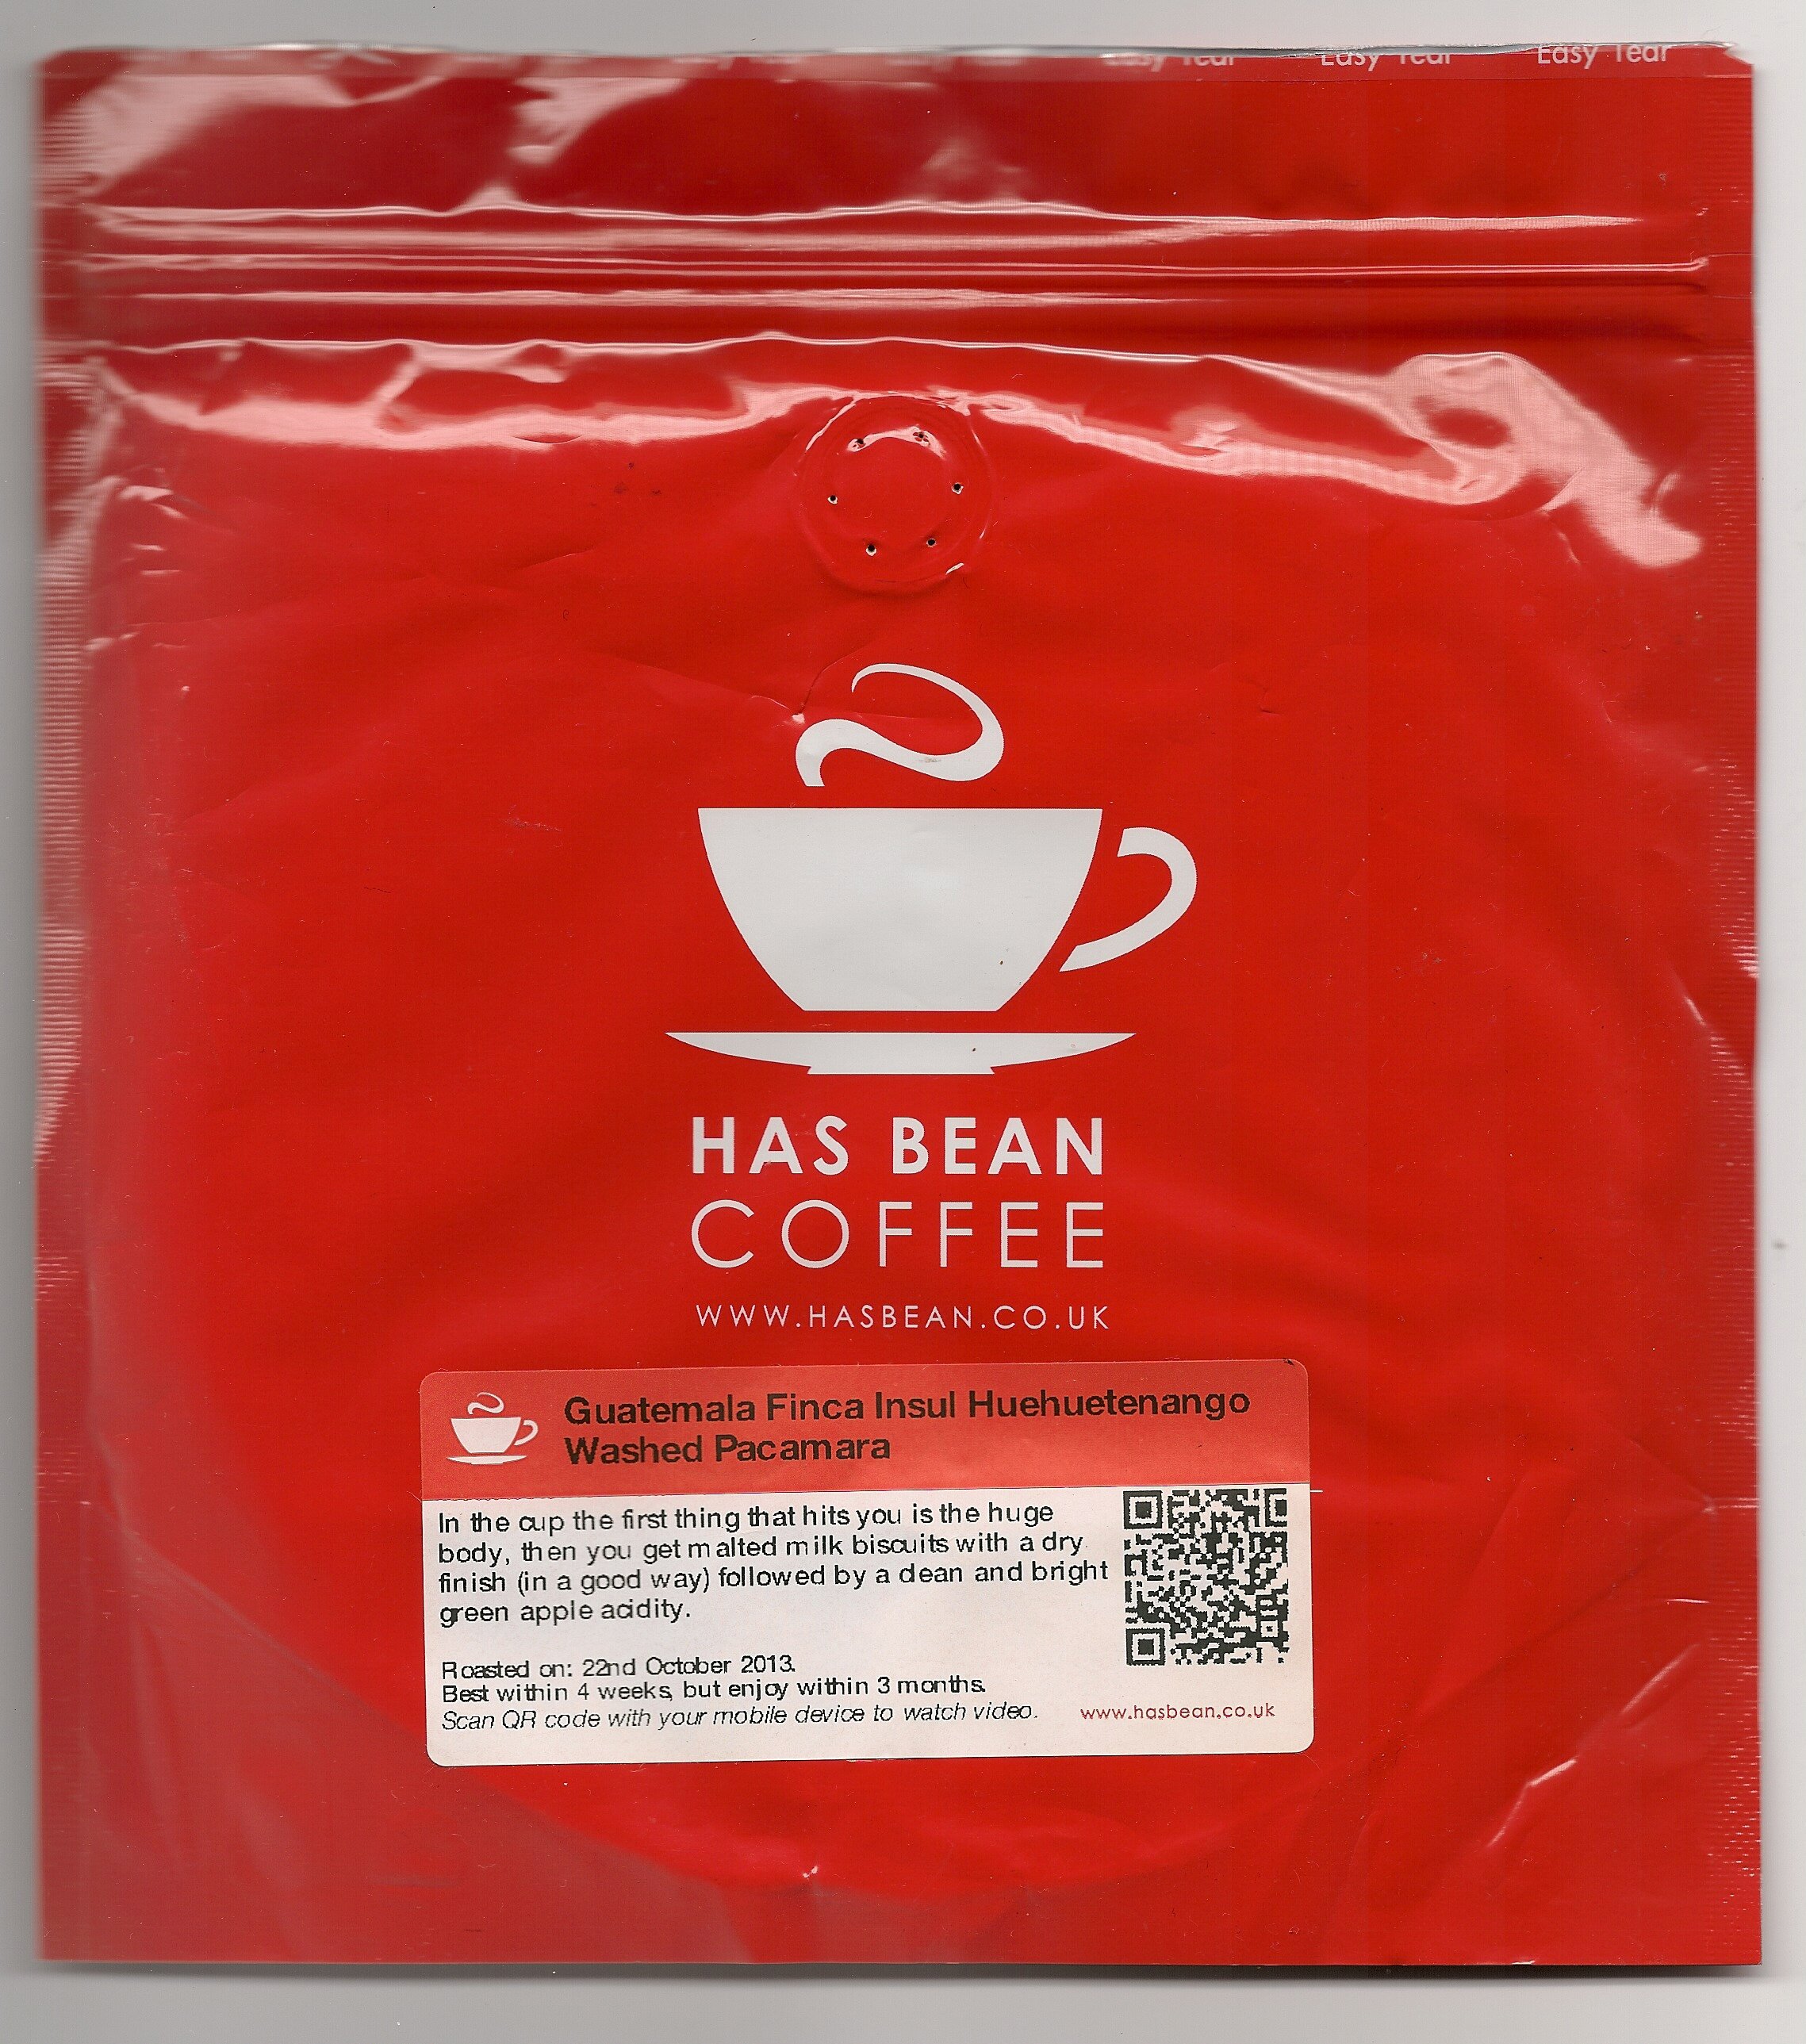 Easy Tear Easy Tear Easy Tear
HAS BEAN
COFFEE
WWW.HASBEAN.CO.UK
Guatemala Finca Insul Huehuetenango
Washed Pacamara
In the cup the first thing that hits you is the huge
body, then you get malted milk biscuits with a dry
finish (in a good way) followed by a clean and bright
green apple acidity.
Roasted on: 22nd October 2013.
Best within 4 weeks, but enjoy within 3 months.
Scan QR code with your mobile device to watch video.
www.hasbean.co.uk